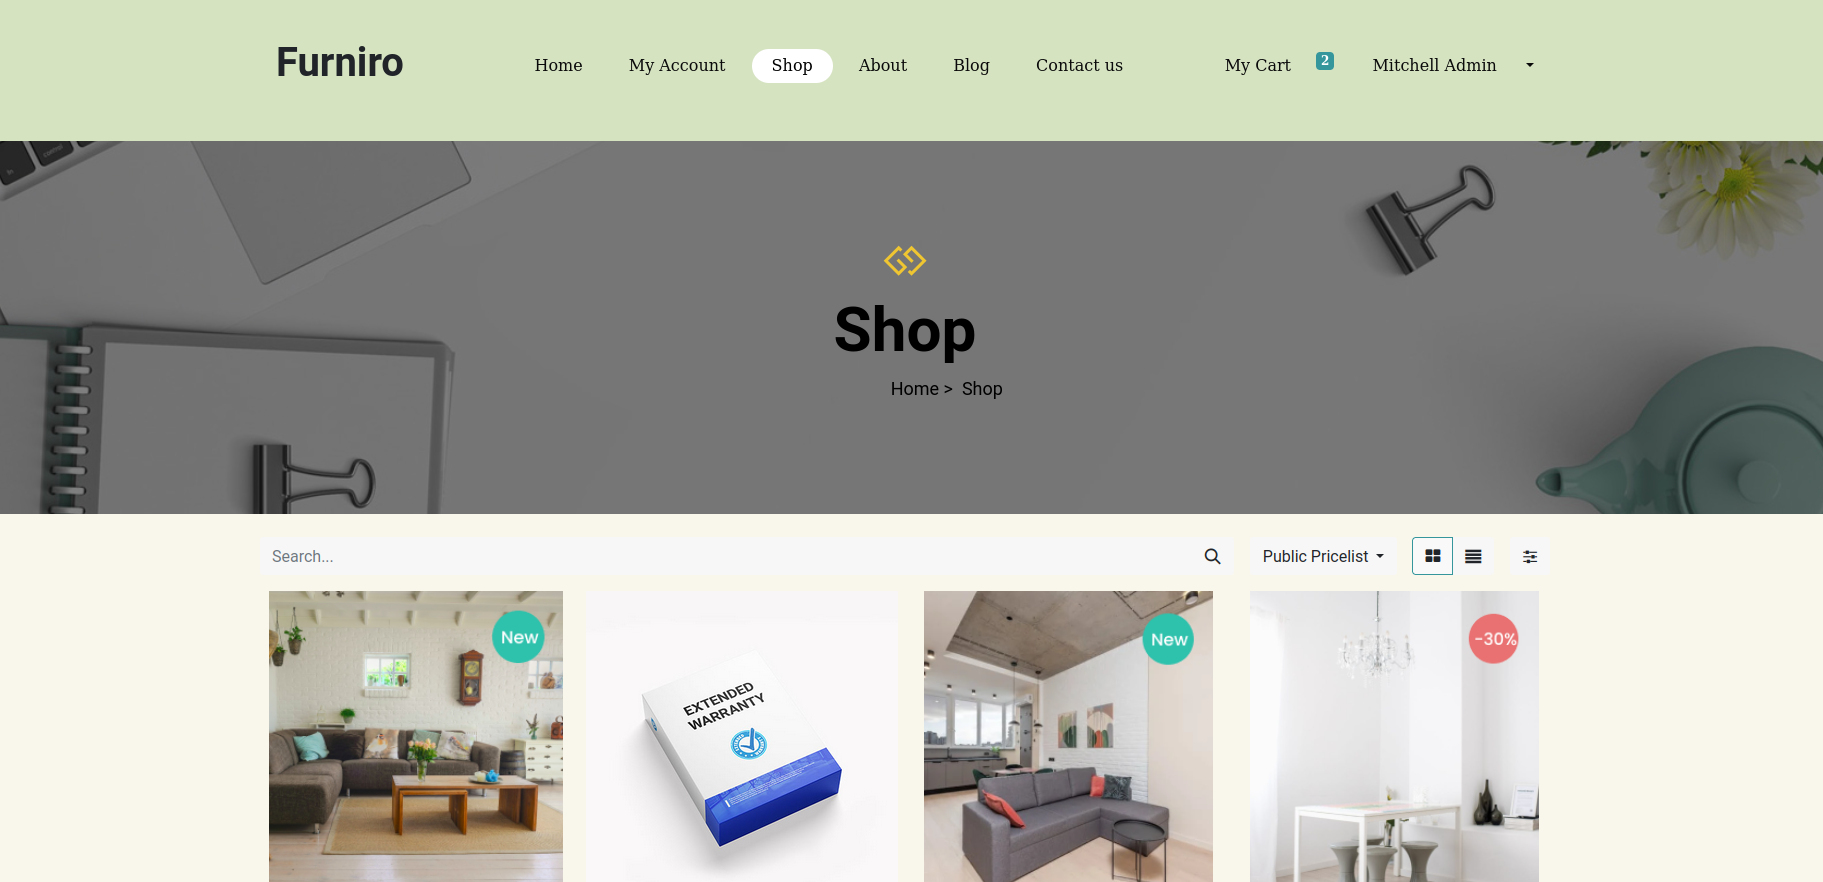 Furniro
Home My Account Shop About Blog Contact us My Cart 2 Mitchell Admin
Shop
Home > Shop
Search...
Public Pricelist
New
EXTENDED
WARRANTY
New
-30%